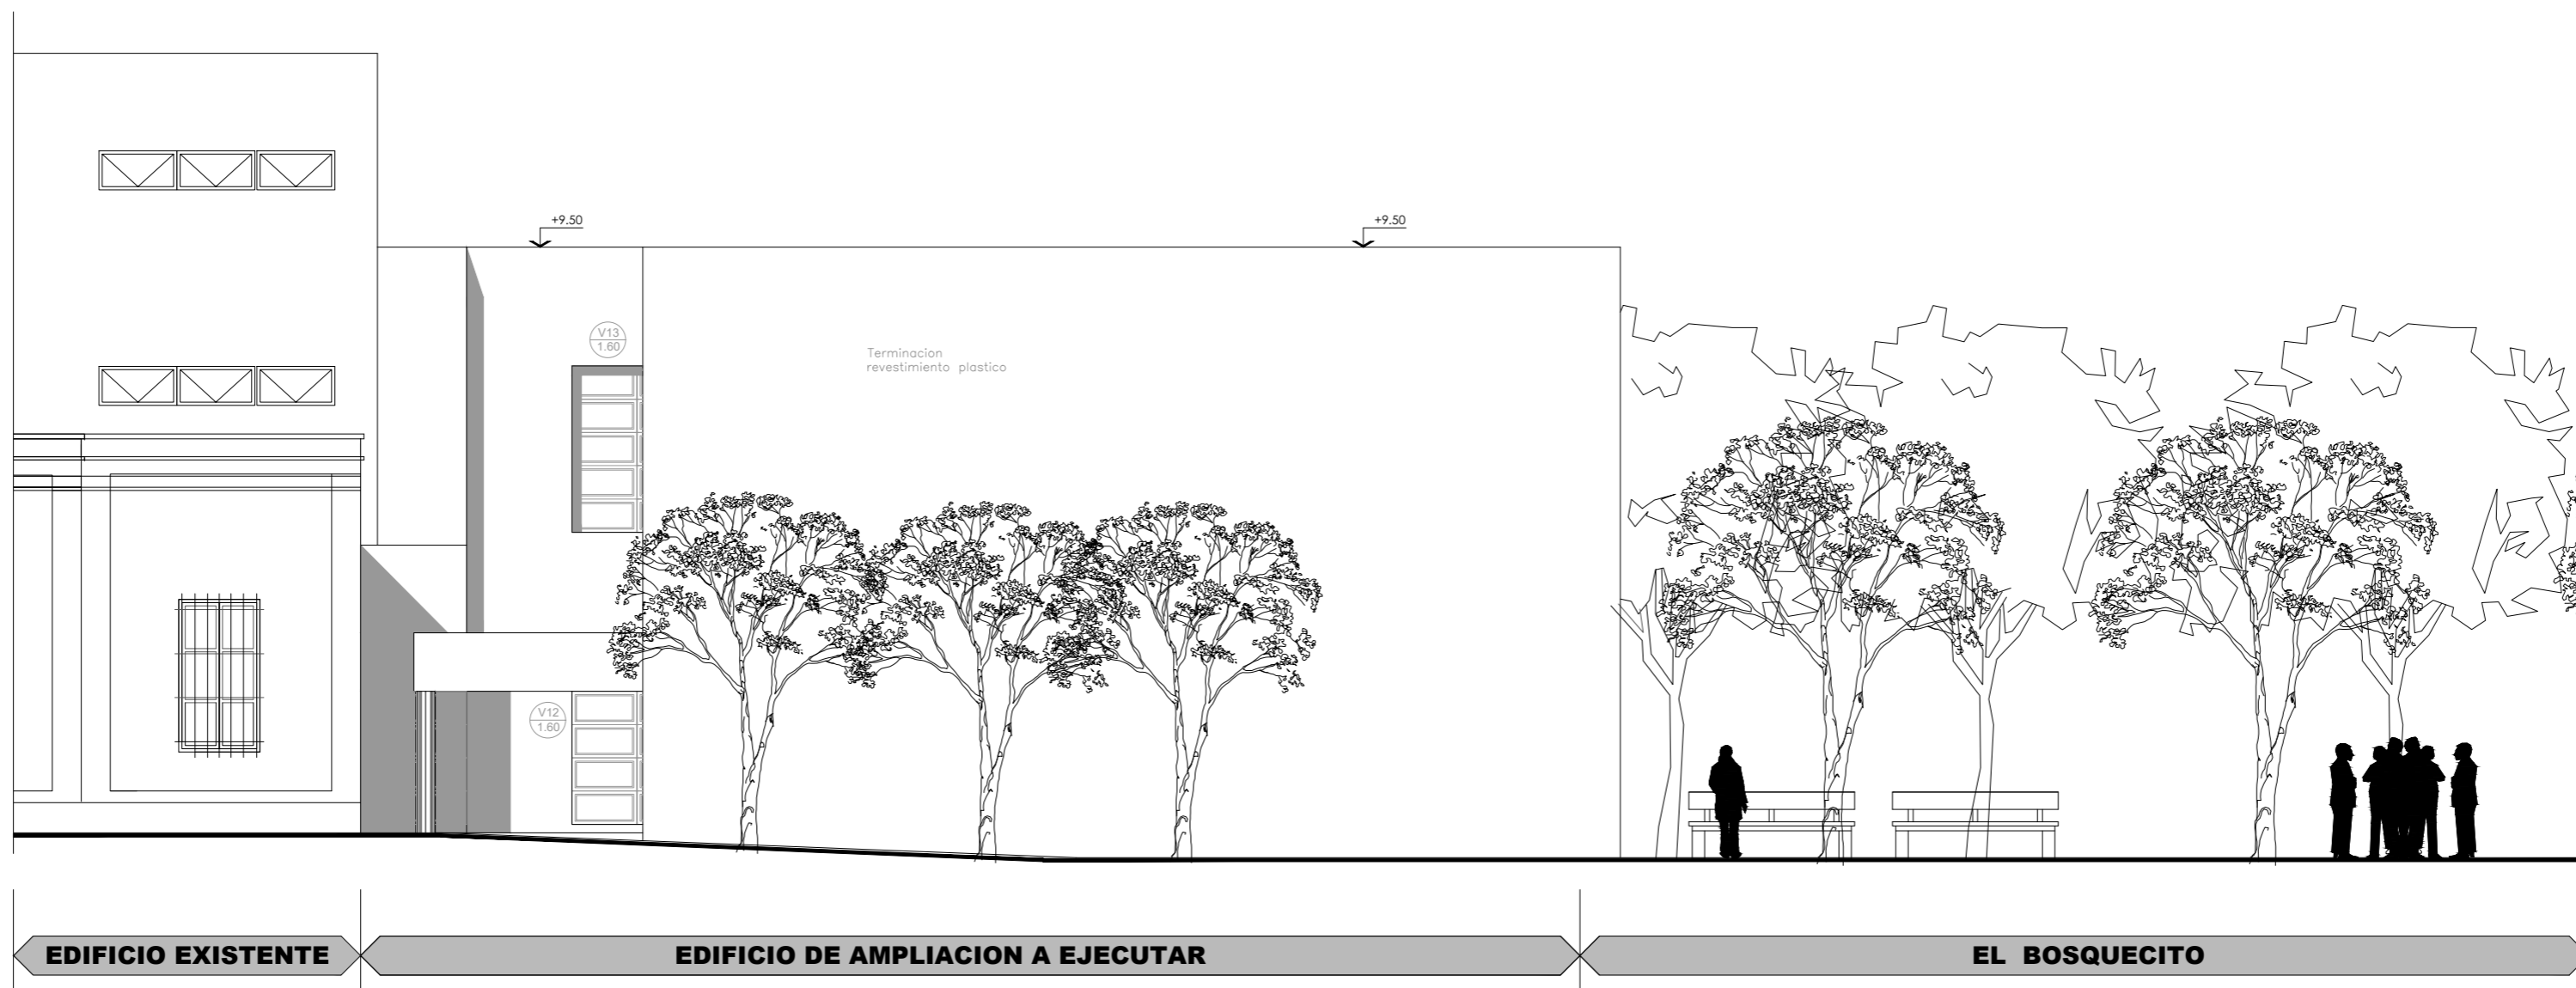 +9.50
+9.50
V13
1.60
Terminacion
revestimiento plastico
V12
1.60
EDIFICIO EXISTENTE
EDIFICIO DE AMPLIACION A EJECUTAR
EL BOSQUECITO